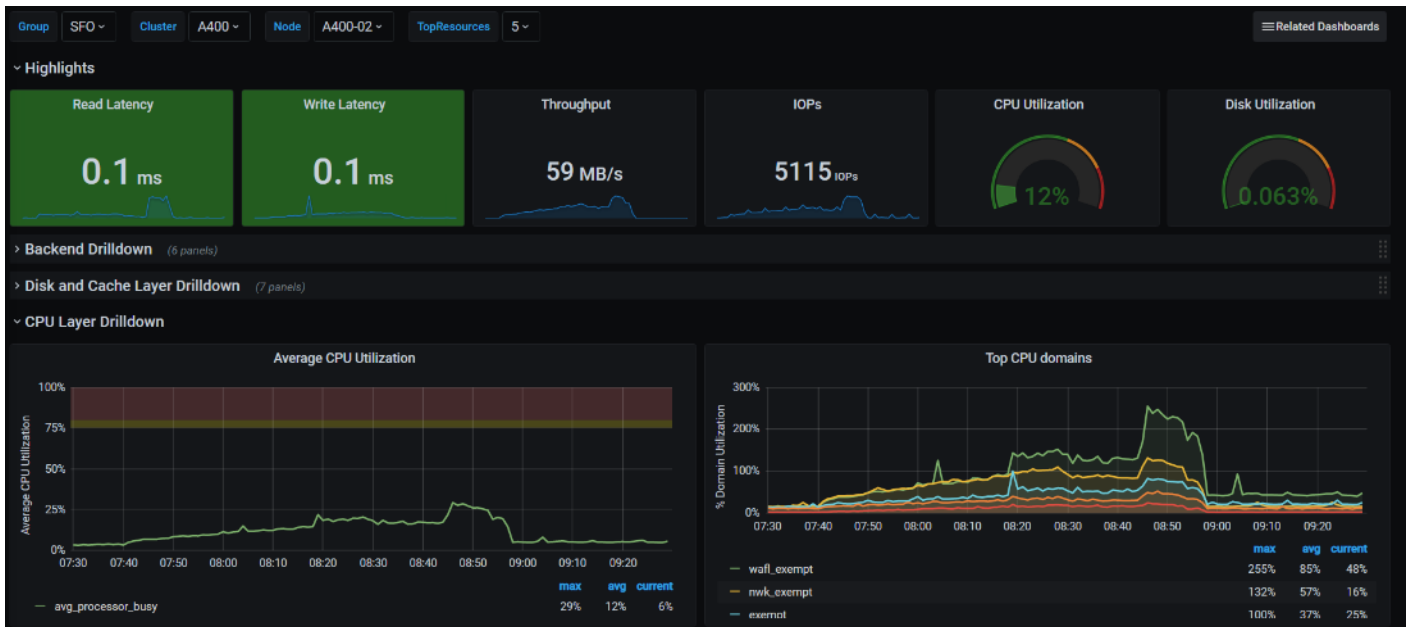 Group SFO Cluster A400 Node A400-02 TopResources 5 Related Dashboards
Highlights
Read Latency Write Latency Throughput IOPs CPU Utilization Disk Utilization
0.1 ms 0.1 ms 59 MB/s 5115 IOPs 12% 0.063%
Backend Drilldown (6 panels)
Disk and Cache Layer Drilldown (7 panels)
CPU Layer Drilldown
Average CPU Utilization
Average CPU Utilization
100%
75%
50%
25%
0%
07:30 07:40 07:50 08:00 08:10 08:20 08:30 08:40 08:50 09:00 09:10 09:20
max avg current
avg_processor_busy 29% 12% 6%
Top CPU domains
% Domain Utilization
300%
200%
100%
0%
07:30 07:40 07:50 08:00 08:10 08:20 08:30 08:40 08:50 09:00 09:10 09:20
max avg current
wafl_exempt 255% 85% 48%
nwk_exempt 132% 57% 16%
exempt 100% 37% 25%